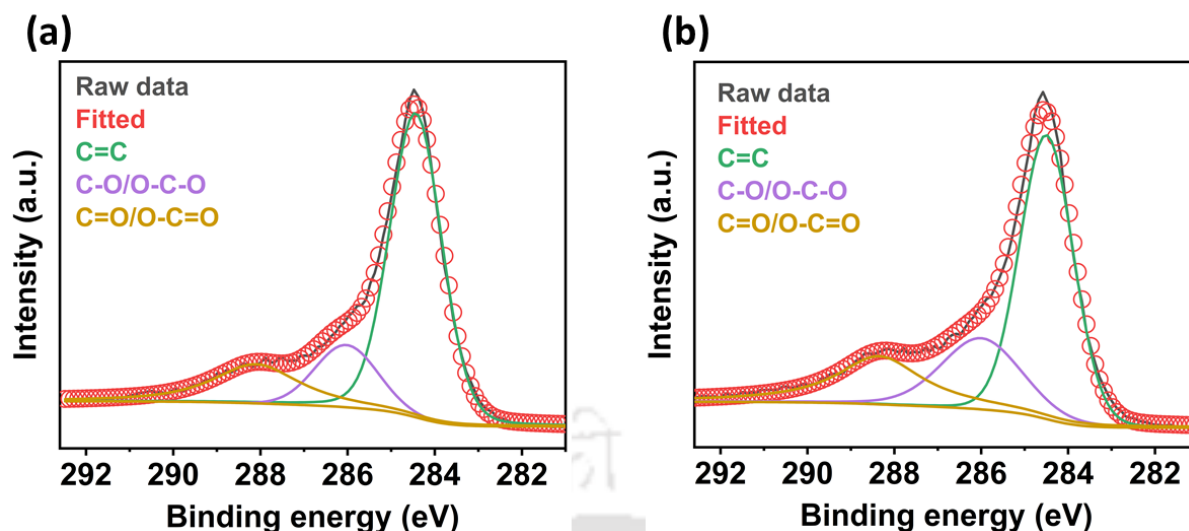 (a)
Raw data
Fitted
C=C
C-O/O-C-O
C=O/O-C=O
Intensity (a.u.)
292 290 288 286 284 282
Binding energy (eV)
(b)
Raw data
Fitted
C=C
C-O/O-C-O
C=O/O-C=O
Intensity (a.u.)
292 290 288 286 284 282
Binding energy (eV)